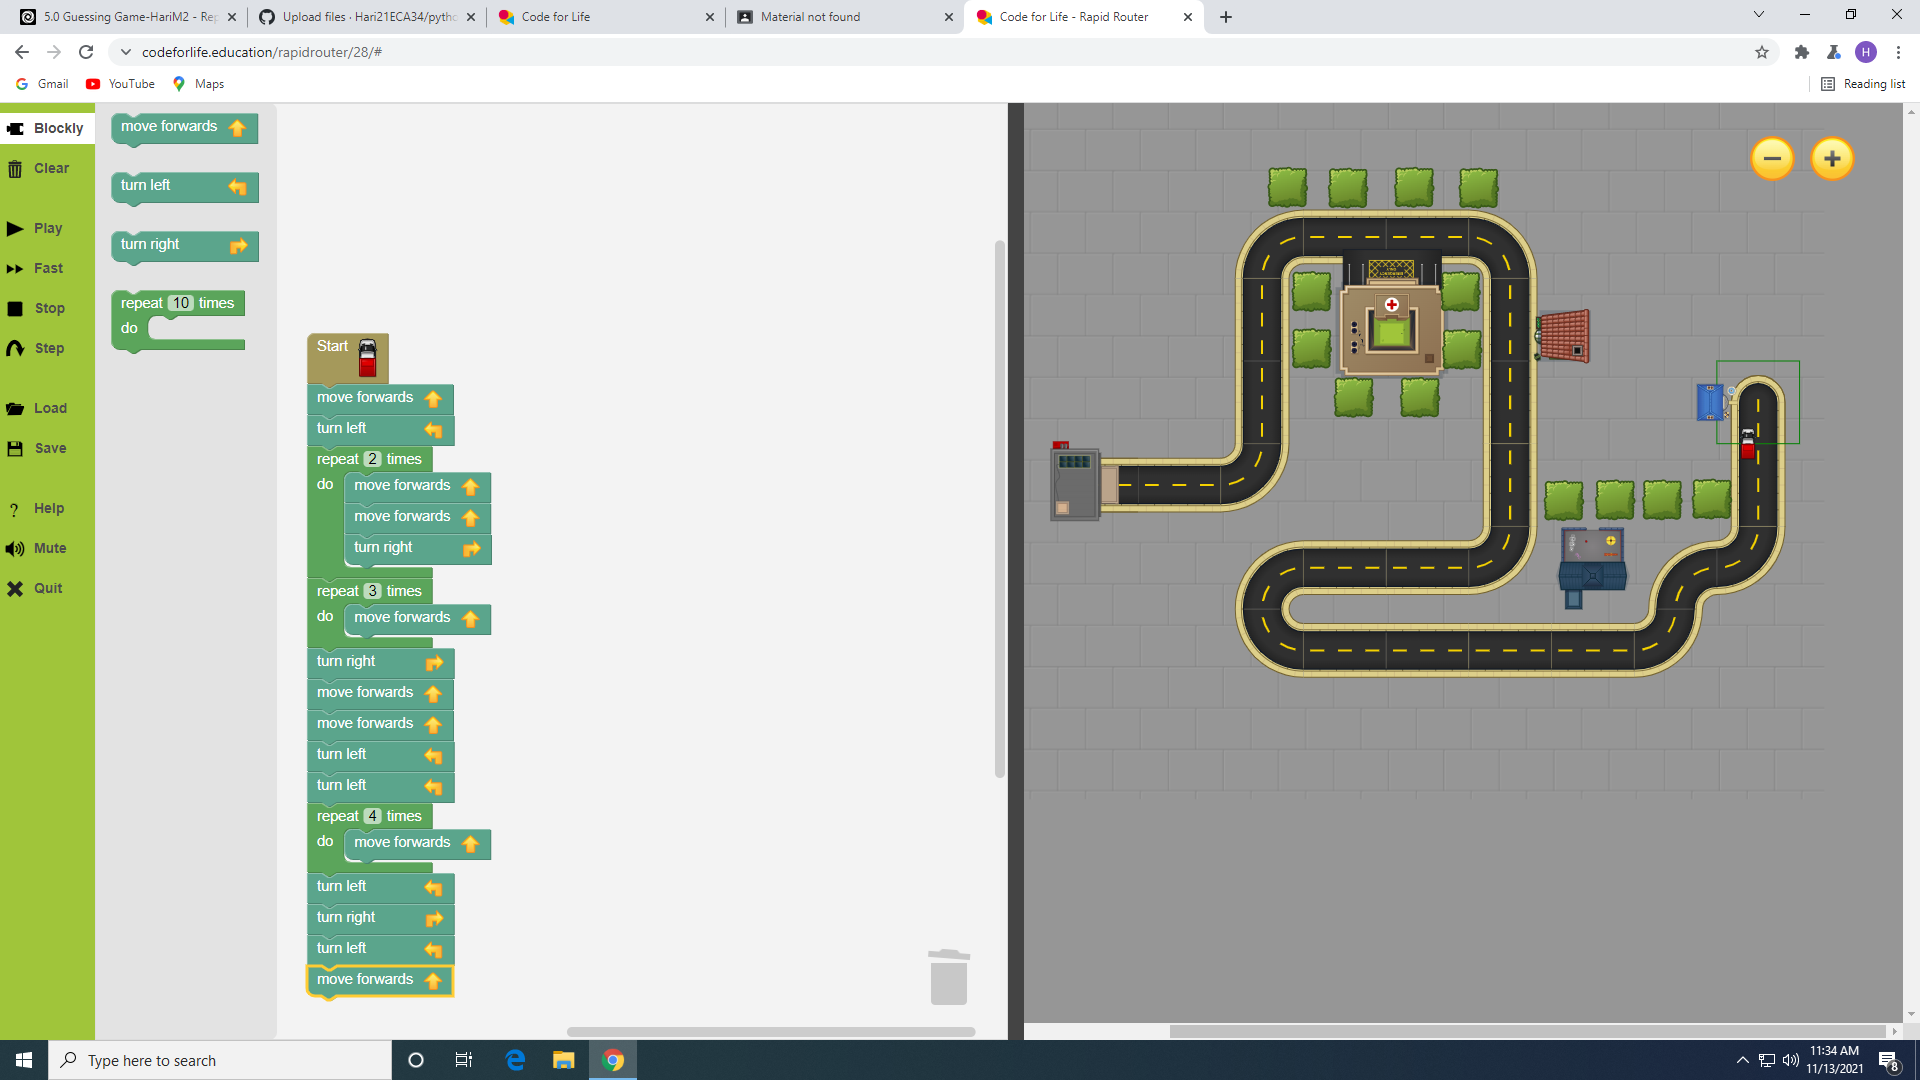 5.0 Guessing Game-HariM2 - Rep
Upload files · Hari21ECA34/pytho
Code for Life
Material not found
Code for Life - Rapid Router
codeforlife.education/rapidrouter/28/#
H
Gmail
YouTube
Maps
Reading list
Blockly
Clear
Play
Fast
Stop
Step
Load
Save
Help
Mute
Quit
move forwards
turn left
turn right
repeat 10 times
do
Start
move forwards
turn left
repeat 2 times
do move forwards
move forwards
turn right
repeat 3 times
do move forwards
turn right
move forwards
move forwards
turn left
turn left
repeat 4 times
do move forwards
turn left
turn right
turn left
move forwards
Type here to search
11:34 AM
11/13/2021
8